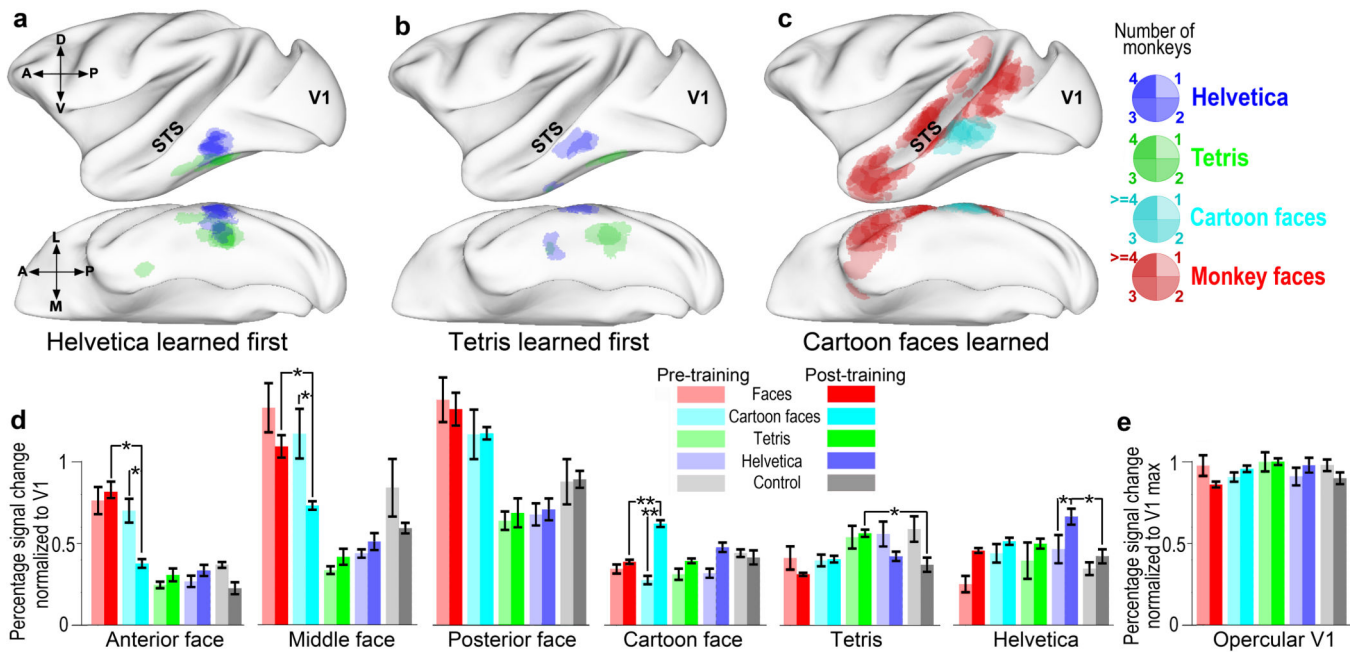 a
b
c
D
A
P
V
STS
V1
STS
V1
STS
V1
L
A
P
M
Helvetica learned first
Tetris learned first
Cartoon faces learned
Number of
monkeys
4 1
Helvetica
3 2
4 1
Tetris
3 2
>=4 1
Cartoon faces
3 2
>=4 1
Monkey faces
3 2
d
Percentage signal change
normalized to V1
1
0.5
0
*
*
Anterior face
*
*
Middle face
Posterior face
**
**
Cartoon face
*
Tetris
*
*
Helvetica
Pre-training Post-training
Faces
Cartoon faces
Tetris
Helvetica
Control
e
Percentage signal change
normalized to V1 max
1
0.5
0
Opercular V1